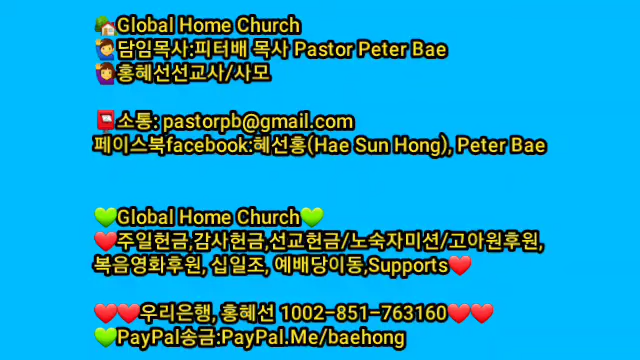 🏡Global Home Church
🙋‍♂️담임목사:피터배 목사 Pastor Peter Bae
🙋‍♀️홍혜선선교사/사모
📮소통: pastorpb@gmail.com
페이스북facebook:혜선홍(Hae Sun Hong), Peter Bae
💚Global Home Church💚
❤️주일헌금,감사헌금,선교헌금/노숙자미션/고아원후원,
복음영화후원, 십일조, 예배당이동,Supports❤️
❤️❤️우리은행, 홍혜선 1002-851-763160❤️❤️
💚PayPal송금:PayPal.Me/baehong